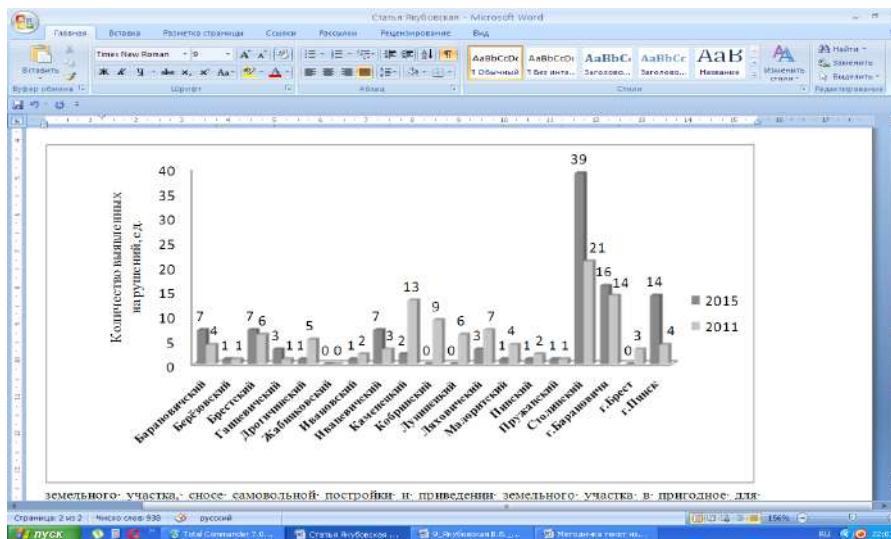 Статья Якубовская - Microsoft Word
Главная Вставка Разметка страницы Ссылки Рассылки Рецензирование Вид
Times New Roman 9
Вставить
Ж К Ч abc x, x² Aa
AaBbCcDc AaBbCcDc AaBbC AaBbCc AaB
¶ Обычный ¶ Без инте... Заголово... Заголово... Название
Изменить стили
Найти
Заменить
Выделить
Буфер обмена Шрифт Абзац Стили Редактирование
Количество выявленных нарушений, ед.
40
35
30
25
20
15
10
5
0
7 4 1 1 7 6 3 1 1 5 0 0 1 2 7 3 2 13 0 9 0 6 3 7 1 4 1 2 1 1 39 21 16 14 0 3 14 4
2015
2011
Барановичский
Берёзовский
Брестский
Ганцевичский
Дрогичинский
Жабинковский
Ивановский
Ивацевичский
Каменецкий
Кобринский
Лунинецкий
Ляховичский
Малоритский
Пинский
Пружанский
Столинский
г.Барановичи
г.Брест
г.Пинск
земельного участка, сносе самовольной постройки и приведении земельного участка в пригодное для
Страница: 2 из 2 Число слов: 938 русский 156%
пуск Total Commander 7.0... Статья Якубовская ... 9_Якубовская В.В. Методичка текст из... RU